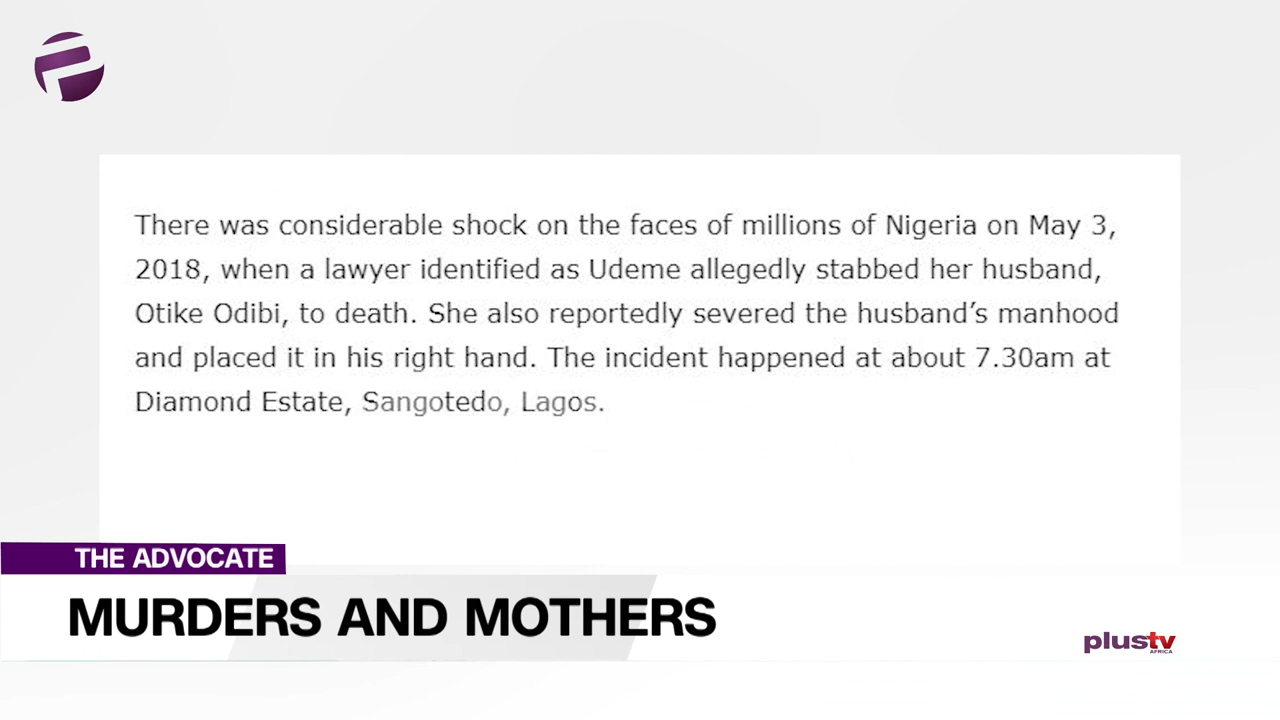 There was considerable shock on the faces of millions of Nigeria on May 3,
2018, when a lawyer identified as Udeme allegedly stabbed her husband,
Otike Odibi, to death. She also reportedly severed the husband’s manhood
and placed it in his right hand. The incident happened at about 7.30am at
Diamond Estate, Sangotedo, Lagos.
THE ADVOCATE
MURDERS AND MOTHERS
plustv
AFRICA